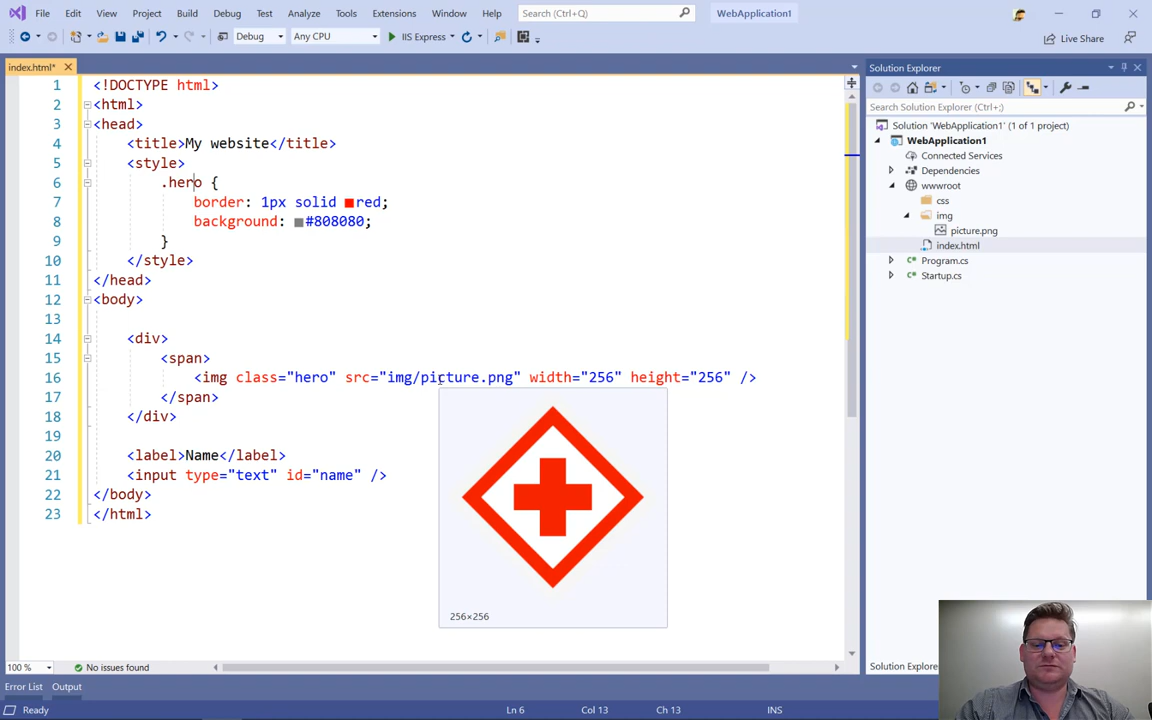 File Edit View Project Build Debug Test Analyze Tools Extensions Window Help Search (Ctrl+Q) WebApplication1
Debug Any CPU IIS Express Live Share
index.html* Solution Explorer
Search Solution Explorer (Ctrl+;)
Solution 'WebApplication1' (1 of 1 project)
WebApplication1
Connected Services
Dependencies
wwwroot
css
img
picture.png
index.html
Program.cs
Startup.cs
1 <!DOCTYPE html>
2 <html>
3 <head>
4 <title>My website</title>
5 <style>
6 .hero {
7 border: 1px solid red;
8 background: #808080;
9 }
10 </style>
11 </head>
12 <body>
13
14 <div>
15 <span>
16 <img class="hero" src="img/picture.png" width="256" height="256" />
17 </span>
18 </div>
19
20 <label>Name</label>
21 <input type="text" id="name" />
22 </body>
23 </html>
256×256
100 % No issues found Solution Explorer
Error List Output
Ready Ln 6 Col 13 Ch 13 INS